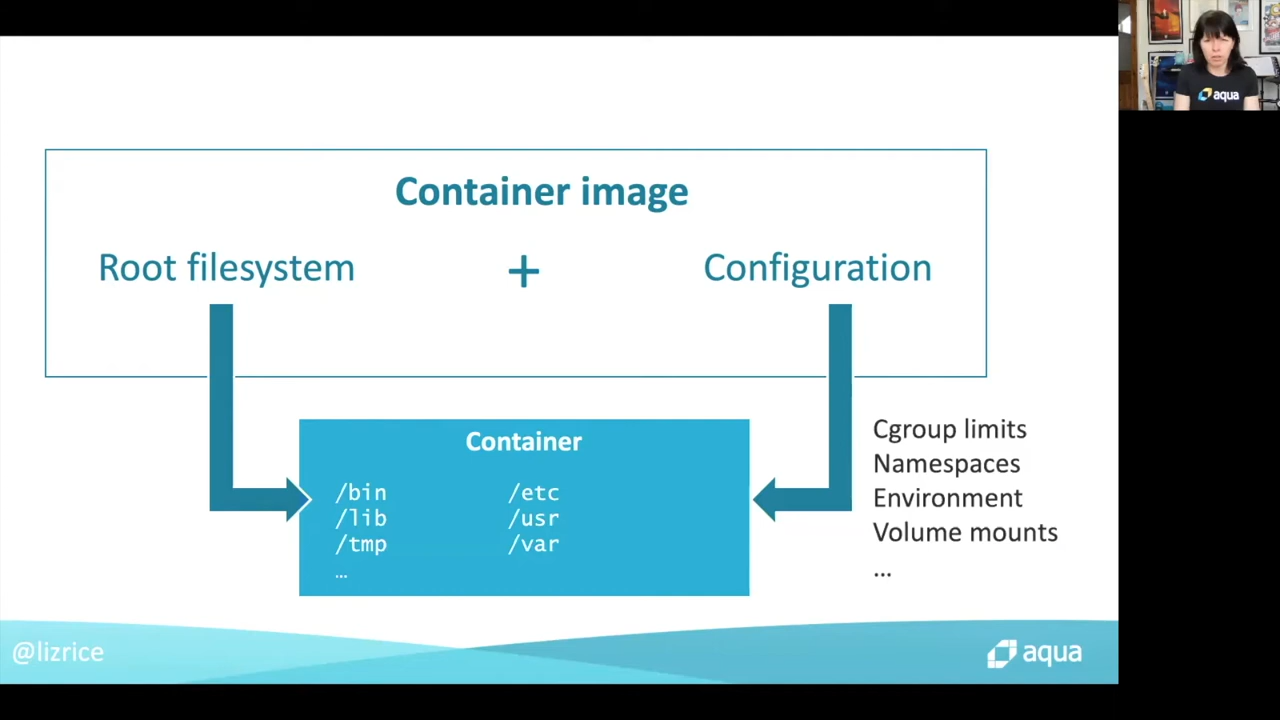 Container image
Root filesystem + Configuration
Container
/bin /etc
/lib /usr
/tmp /var
…
Cgroup limits
Namespaces
Environment
Volume mounts
...
@lizrice
aqua
aqua